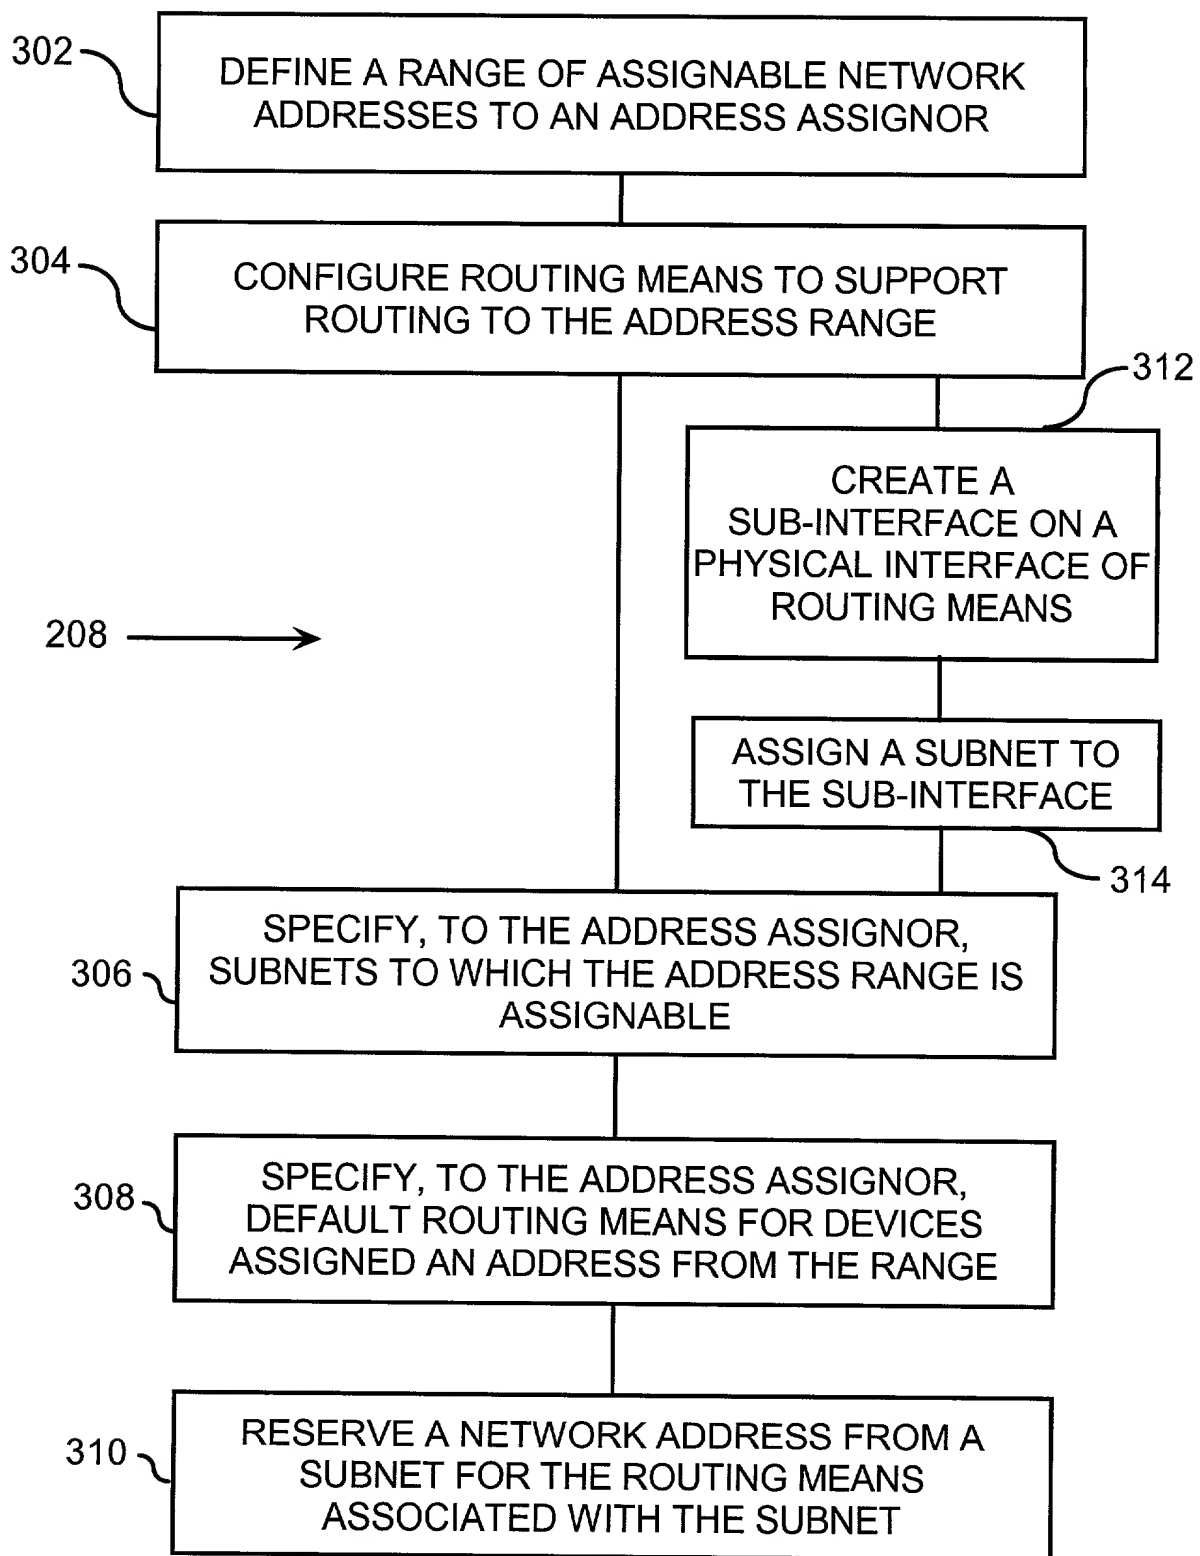 302
DEFINE A RANGE OF ASSIGNABLE NETWORK
ADDRESSES TO AN ADDRESS ASSIGNOR
304
CONFIGURE ROUTING MEANS TO SUPPORT
ROUTING TO THE ADDRESS RANGE
312
CREATE A
SUB-INTERFACE ON A
PHYSICAL INTERFACE OF
ROUTING MEANS
208
ASSIGN A SUBNET TO
THE SUB-INTERFACE
314
306
SPECIFY, TO THE ADDRESS ASSIGNOR,
SUBNETS TO WHICH THE ADDRESS RANGE IS
ASSIGNABLE
308
SPECIFY, TO THE ADDRESS ASSIGNOR,
DEFAULT ROUTING MEANS FOR DEVICES
ASSIGNED AN ADDRESS FROM THE RANGE
310
RESERVE A NETWORK ADDRESS FROM A
SUBNET FOR THE ROUTING MEANS
ASSOCIATED WITH THE SUBNET